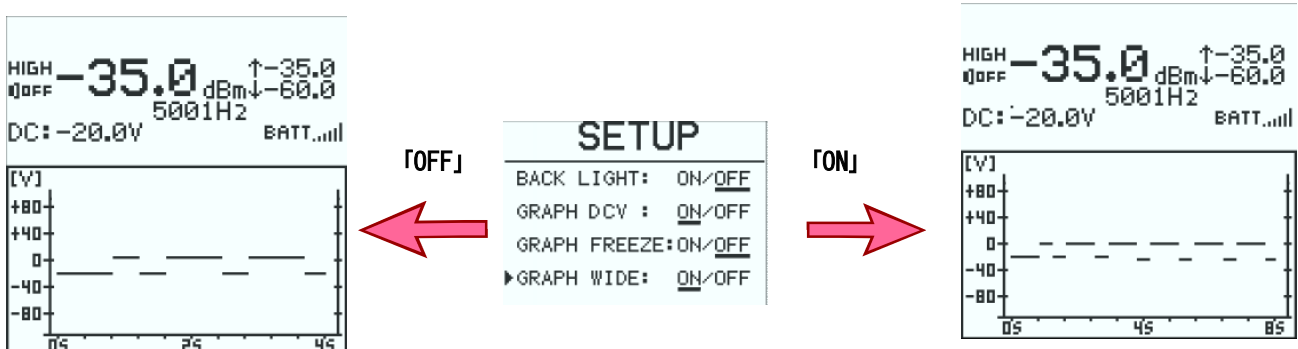 HIGH -35.0 dBm ↑-35.0
OFF ↓-60.0
5001Hz
DC:-20.0V BATT
[V]
+80
+40
0
-40
-80
0S 2S 4S
「OFF」
SETUP
BACK LIGHT: ON/OFF
GRAPH DCV : ON/OFF
GRAPH FREEZE:ON/OFF
▶GRAPH WIDE: ON/OFF
「ON」
HIGH -35.0 dBm ↑-35.0
OFF ↓-60.0
5001Hz
DC:-20.0V BATT
[V]
+80
+40
0
-40
-80
0S 4S 8S